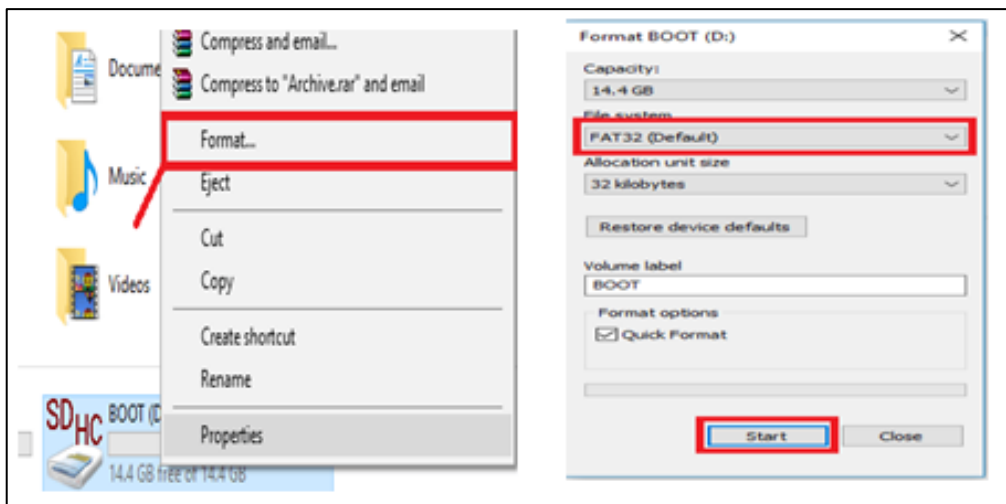 Compress and email...
Docume
Compress to "Archive.rar" and email
Format...
Music
Eject
Cut
Videos
Copy
Create shortcut
Rename
SDHC
BOOT (D
Properties
14.4 GB free of 14.4 GB
Format BOOT (D:)
Capacity:
14.4 GB
File system
FAT32 (Default)
Allocation unit size
32 kilobytes
Restore device defaults
Volume label
BOOT
Format options
Quick Format
Start
Close